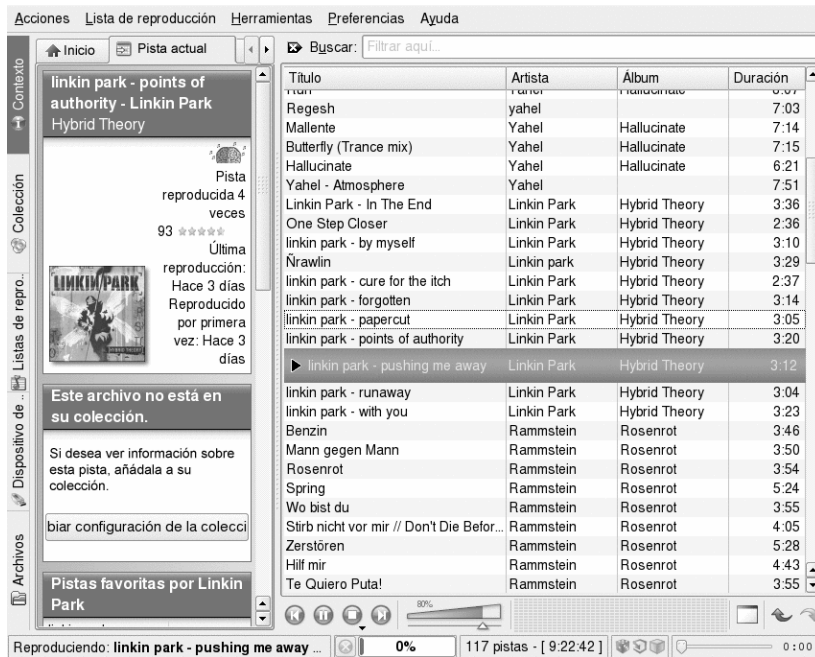 Acciones Lista de reproducción Herramientas Preferencias Ayuda
Contexto
Colección
Listas de repro..
Dispositivo de ..
Archivos
Inicio Pista actual
linkin park - points of
authority - Linkin Park
Hybrid Theory
Pista
reproducida 4
veces
93
Última
reproducción:
Hace 3 días
Reproducido
por primera
vez: Hace 3
días
LINKIN PARK
Este archivo no está en
su colección.
Si desea ver información sobre
esta pista, añádala a su
colección.
biar configuración de la colecci
Pistas favoritas por Linkin
Park
Buscar: Filtrar aquí...
Título Artista Álbum Duración
Regesh yahel 7:03
Mallente Yahel Hallucinate 7:14
Butterfly (Trance mix) Yahel Hallucinate 7:15
Hallucinate Yahel Hallucinate 6:21
Yahel - Atmosphere Yahel 7:51
Linkin Park - In The End Linkin Park Hybrid Theory 3:36
One Step Closer Linkin Park Hybrid Theory 2:36
linkin park - by myself Linkin Park Hybrid Theory 3:10
Ñrawlin Linkin park Hybrid Theory 3:29
linkin park - cure for the itch Linkin Park Hybrid Theory 2:37
linkin park - forgotten Linkin Park Hybrid Theory 3:14
linkin park - papercut Linkin Park Hybrid Theory 3:05
linkin park - points of authority Linkin Park Hybrid Theory 3:20
linkin park - pushing me away Linkin Park Hybrid Theory 3:12
linkin park - runaway Linkin Park Hybrid Theory 3:04
linkin park - with you Linkin Park Hybrid Theory 3:23
Benzin Rammstein Rosenrot 3:46
Mann gegen Mann Rammstein Rosenrot 3:50
Rosenrot Rammstein Rosenrot 3:54
Spring Rammstein Rosenrot 5:24
Wo bist du Rammstein Rosenrot 3:55
Stirb nicht vor mir // Don't Die Befor... Rammstein Rosenrot 4:05
Zerstören Rammstein Rosenrot 5:28
Hilf mir Rammstein Rosenrot 4:43
Te Quiero Puta! Rammstein Rosenrot 3:55
80%
Reproduciendo: linkin park - pushing me away ... 0% 117 pistas - [ 9:22:42 ] 0:00